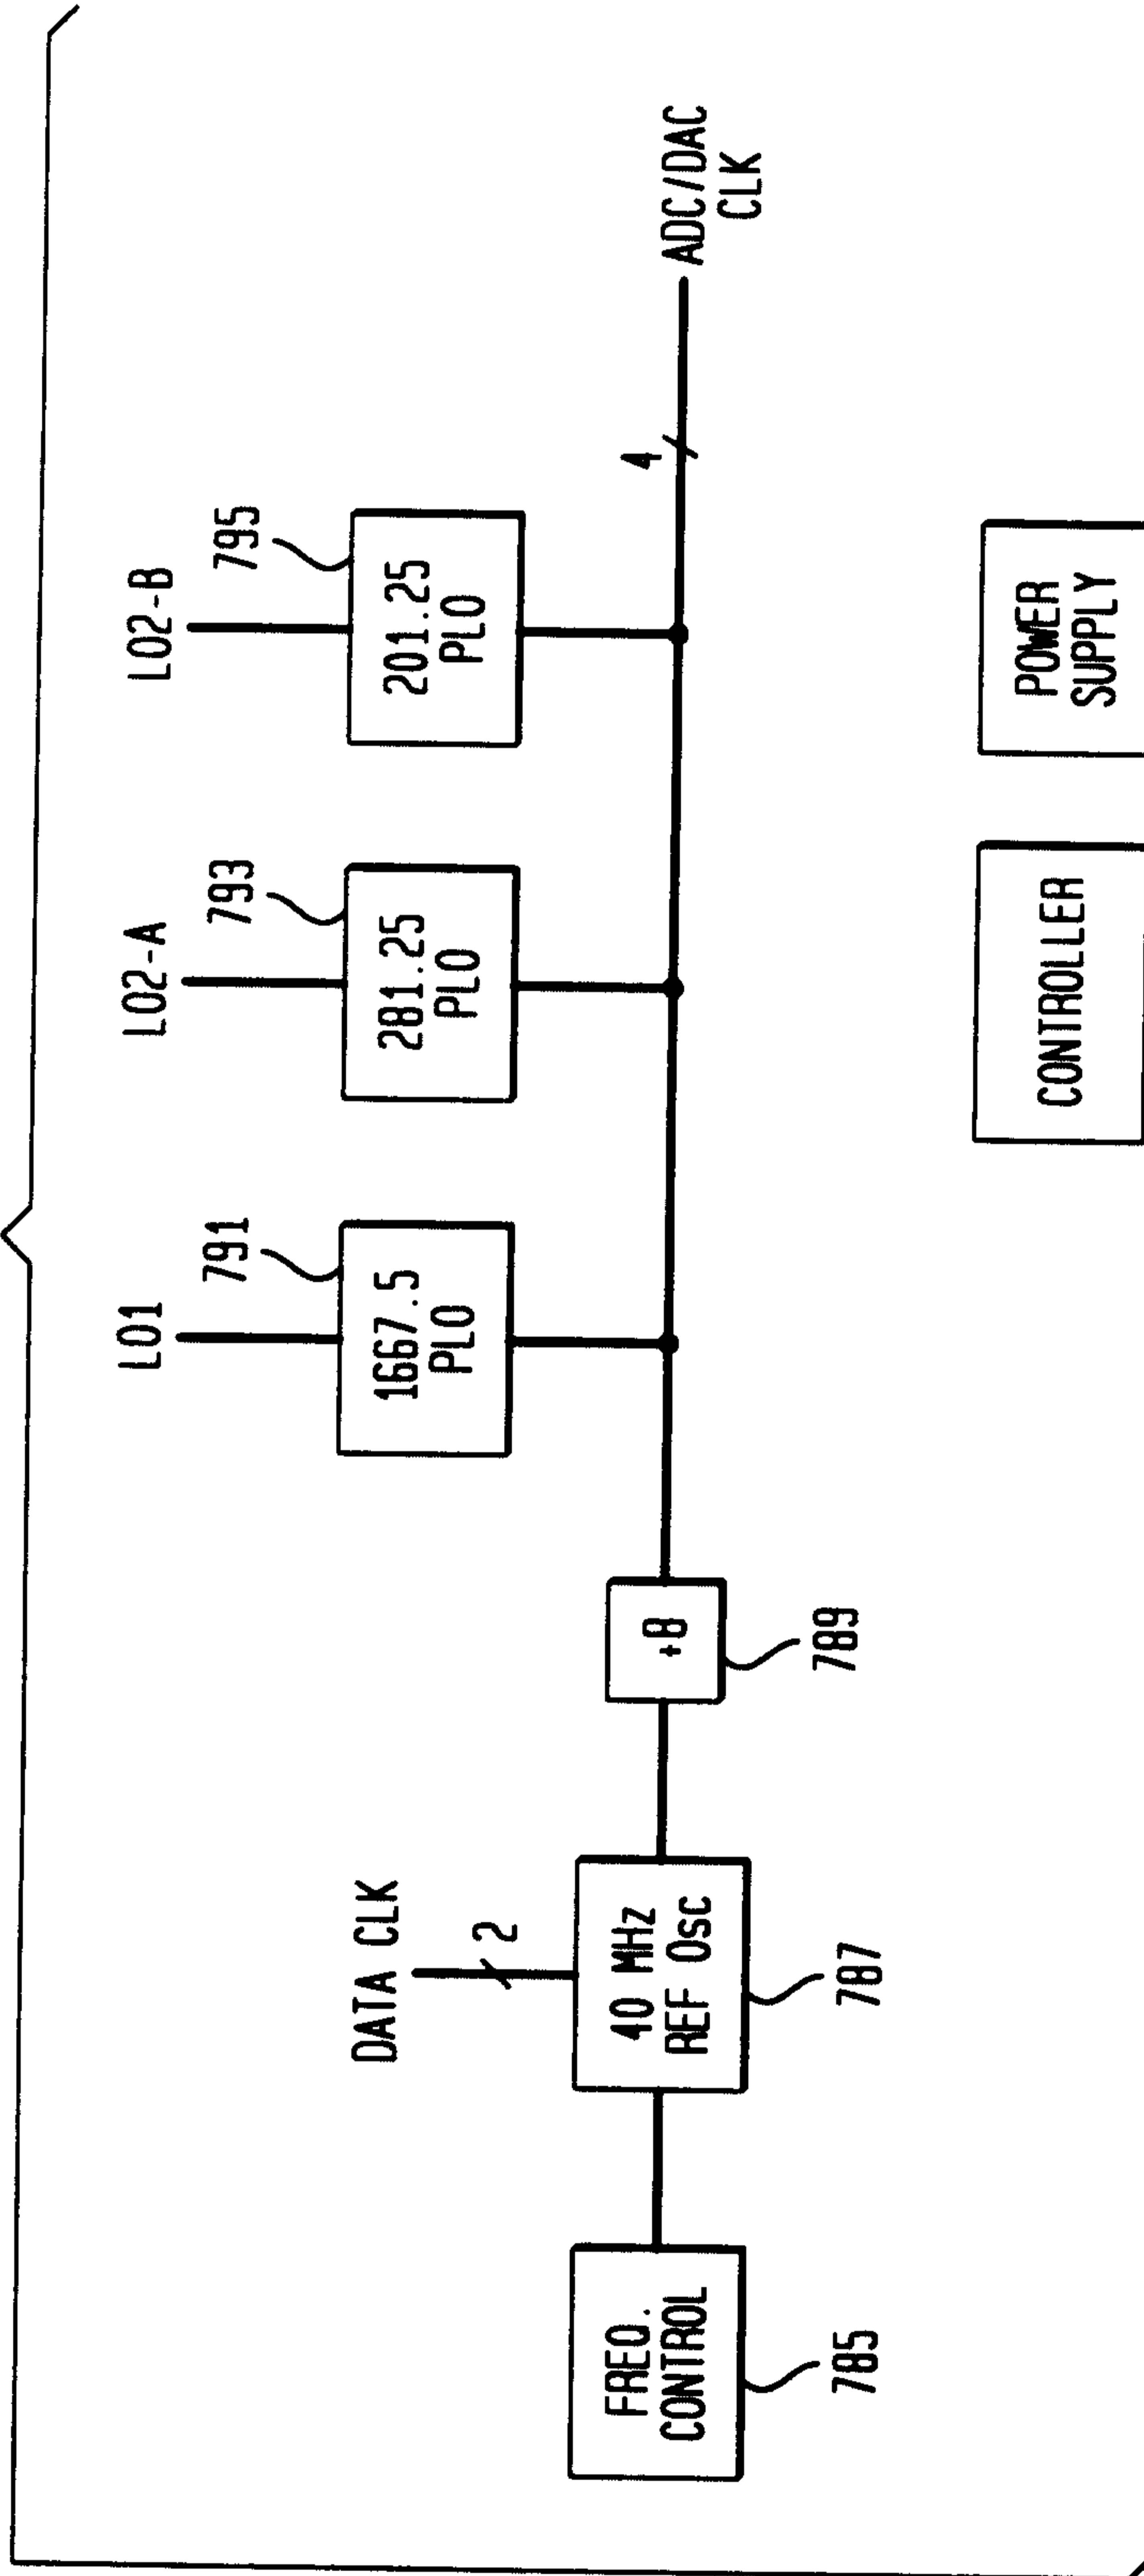 LO1
LO2-A
LO2-B
791
793
795
1667.5
PLO
281.25
PLO
201.25
PLO
DATA CLK
2
4
ADC/DAC
CLK
FREQ.
CONTROL
40 MHz
REF Osc
+8
785
787
789
CONTROLLER
POWER
SUPPLY